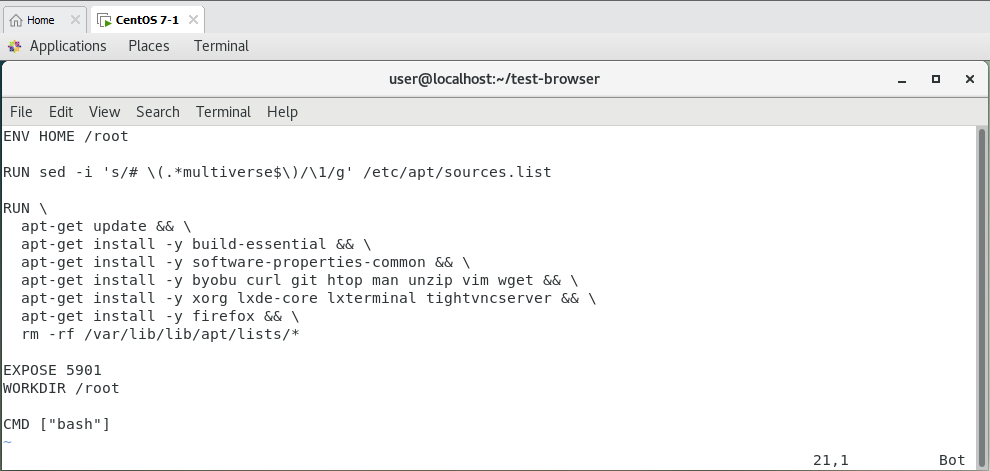 Home
CentOS 7-1
Applications Places Terminal
user@localhost:~/test-browser
File Edit View Search Terminal Help
ENV HOME /root
RUN sed -i 's/# \(.*multiverse$\)/\1/g' /etc/apt/sources.list
RUN \
  apt-get update && \
  apt-get install -y build-essential && \
  apt-get install -y software-properties-common && \
  apt-get install -y byobu curl git htop man unzip vim wget && \
  apt-get install -y xorg lxde-core lxterminal tightvncserver && \
  apt-get install -y firefox && \
  rm -rf /var/lib/lib/apt/lists/*
EXPOSE 5901
WORKDIR /root
CMD ["bash"]
~
21,1 Bot